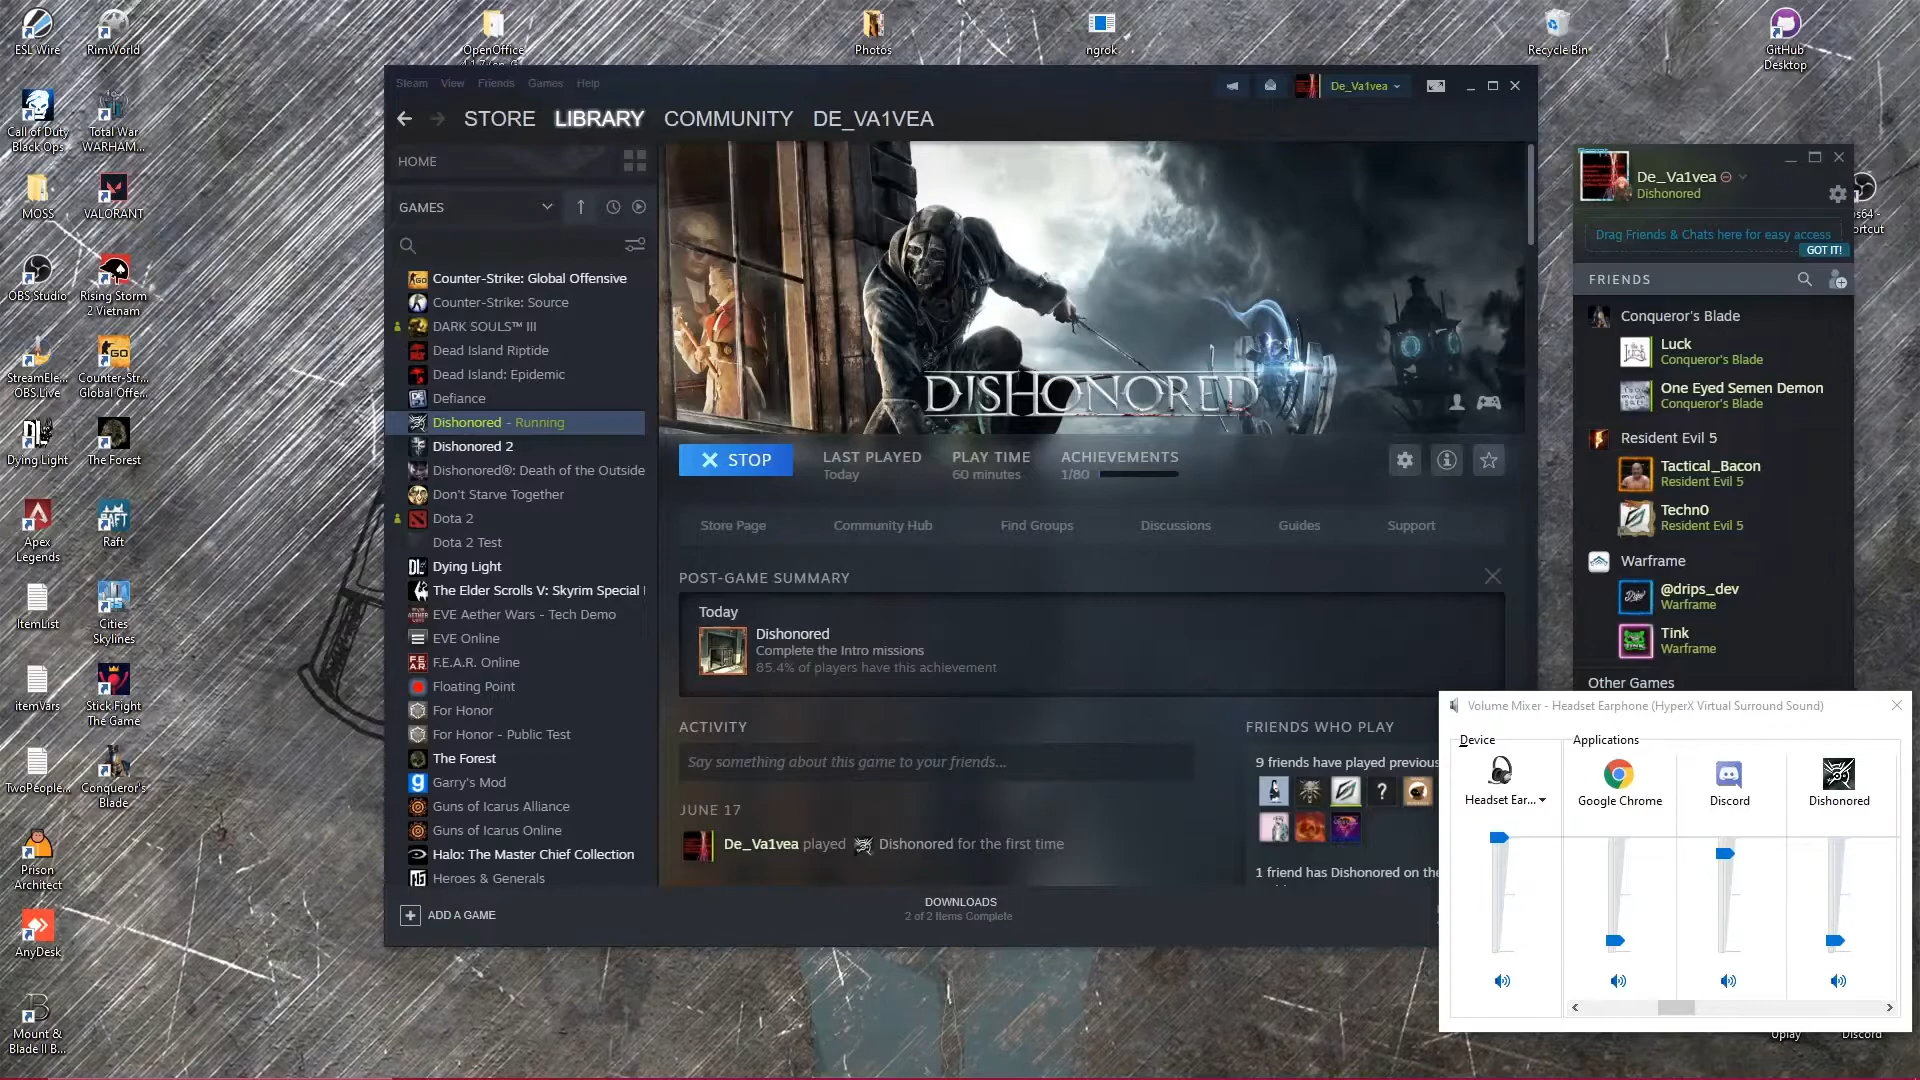 ESL Wire
RimWorld
OpenOffice
Photos
ngrok
Recycle Bin
GitHub
Desktop
Call of Duty
Black Ops
Total War
WARHAM...
MOSS
VALORANT
OBS Studio
Rising Storm
2 Vietnam
StreamEle...
OBS.Live
Counter-Str...
Global Offe...
Dying Light
The Forest
Apex
Legends
Raft
ItemList
Cities
Skylines
itemVars
Stick Fight
The Game
TwoPeople...
Conqueror's
Blade
Prison
Architect
AnyDesk
Mount &
Blade II B...
Steam View Friends Games Help
De_Va1vea
STORE LIBRARY COMMUNITY DE_VA1VEA
HOME
GAMES
Counter-Strike: Global Offensive
Counter-Strike: Source
DARK SOULS™ III
Dead Island Riptide
Dead Island: Epidemic
Defiance
Dishonored - Running
Dishonored 2
Dishonored®: Death of the Outside
Don't Starve Together
Dota 2
Dota 2 Test
Dying Light
The Elder Scrolls V: Skyrim Special
EVE Aether Wars - Tech Demo
EVE Online
F.E.A.R. Online
Floating Point
For Honor
For Honor - Public Test
The Forest
Garry's Mod
Guns of Icarus Alliance
Guns of Icarus Online
Halo: The Master Chief Collection
Heroes & Generals
ADD A GAME
DISHONORED
STOP
LAST PLAYED
Today
PLAY TIME
60 minutes
ACHIEVEMENTS
1/80
Store Page Community Hub Find Groups Discussions Guides Support
POST-GAME SUMMARY
Today
Dishonored
Complete the Intro missions
85.4% of players have this achievement
ACTIVITY
Say something about this game to your friends...
JUNE 17
De_Va1vea played Dishonored for the first time
FRIENDS WHO PLAY
9 friends have played previous
1 friend has Dishonored on the
DOWNLOADS
2 of 2 Items Complete
De_Va1vea
Dishonored
Drag Friends & Chats here for easy access
GOT IT!
FRIENDS
Conqueror's Blade
Luck
Conqueror's Blade
One Eyed Semen Demon
Conqueror's Blade
Resident Evil 5
Tactical_Bacon
Resident Evil 5
Techn0
Resident Evil 5
Warframe
@drips_dev
Warframe
Tink
Warframe
Other Games
Volume Mixer - Headset Earphone (HyperX Virtual Surround Sound)
Device
Applications
Headset Ear...
Google Chrome
Discord
Dishonored
Uplay
Discord